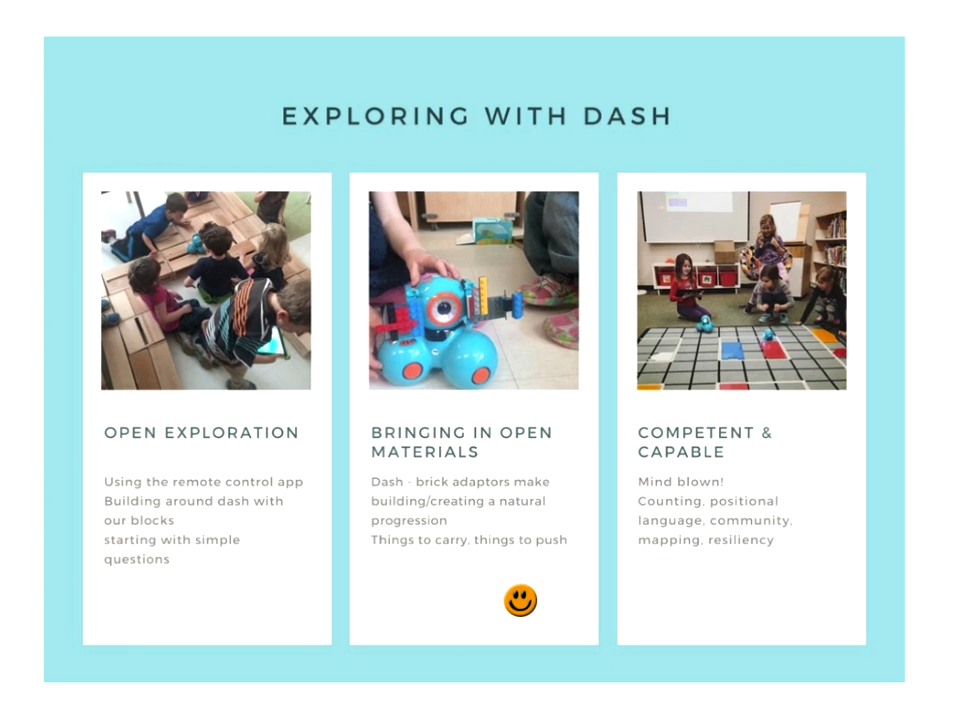 EXPLORING WITH DASH
OPEN EXPLORATION
Using the remote control app
Building around dash with
our blocks
starting with simple
questions
BRINGING IN OPEN
MATERIALS
Dash - brick adaptors make
building/creating a natural
progression
Things to carry, things to push
COMPETENT &
CAPABLE
Mind blown!
Counting, positional
language, community,
mapping, resiliency